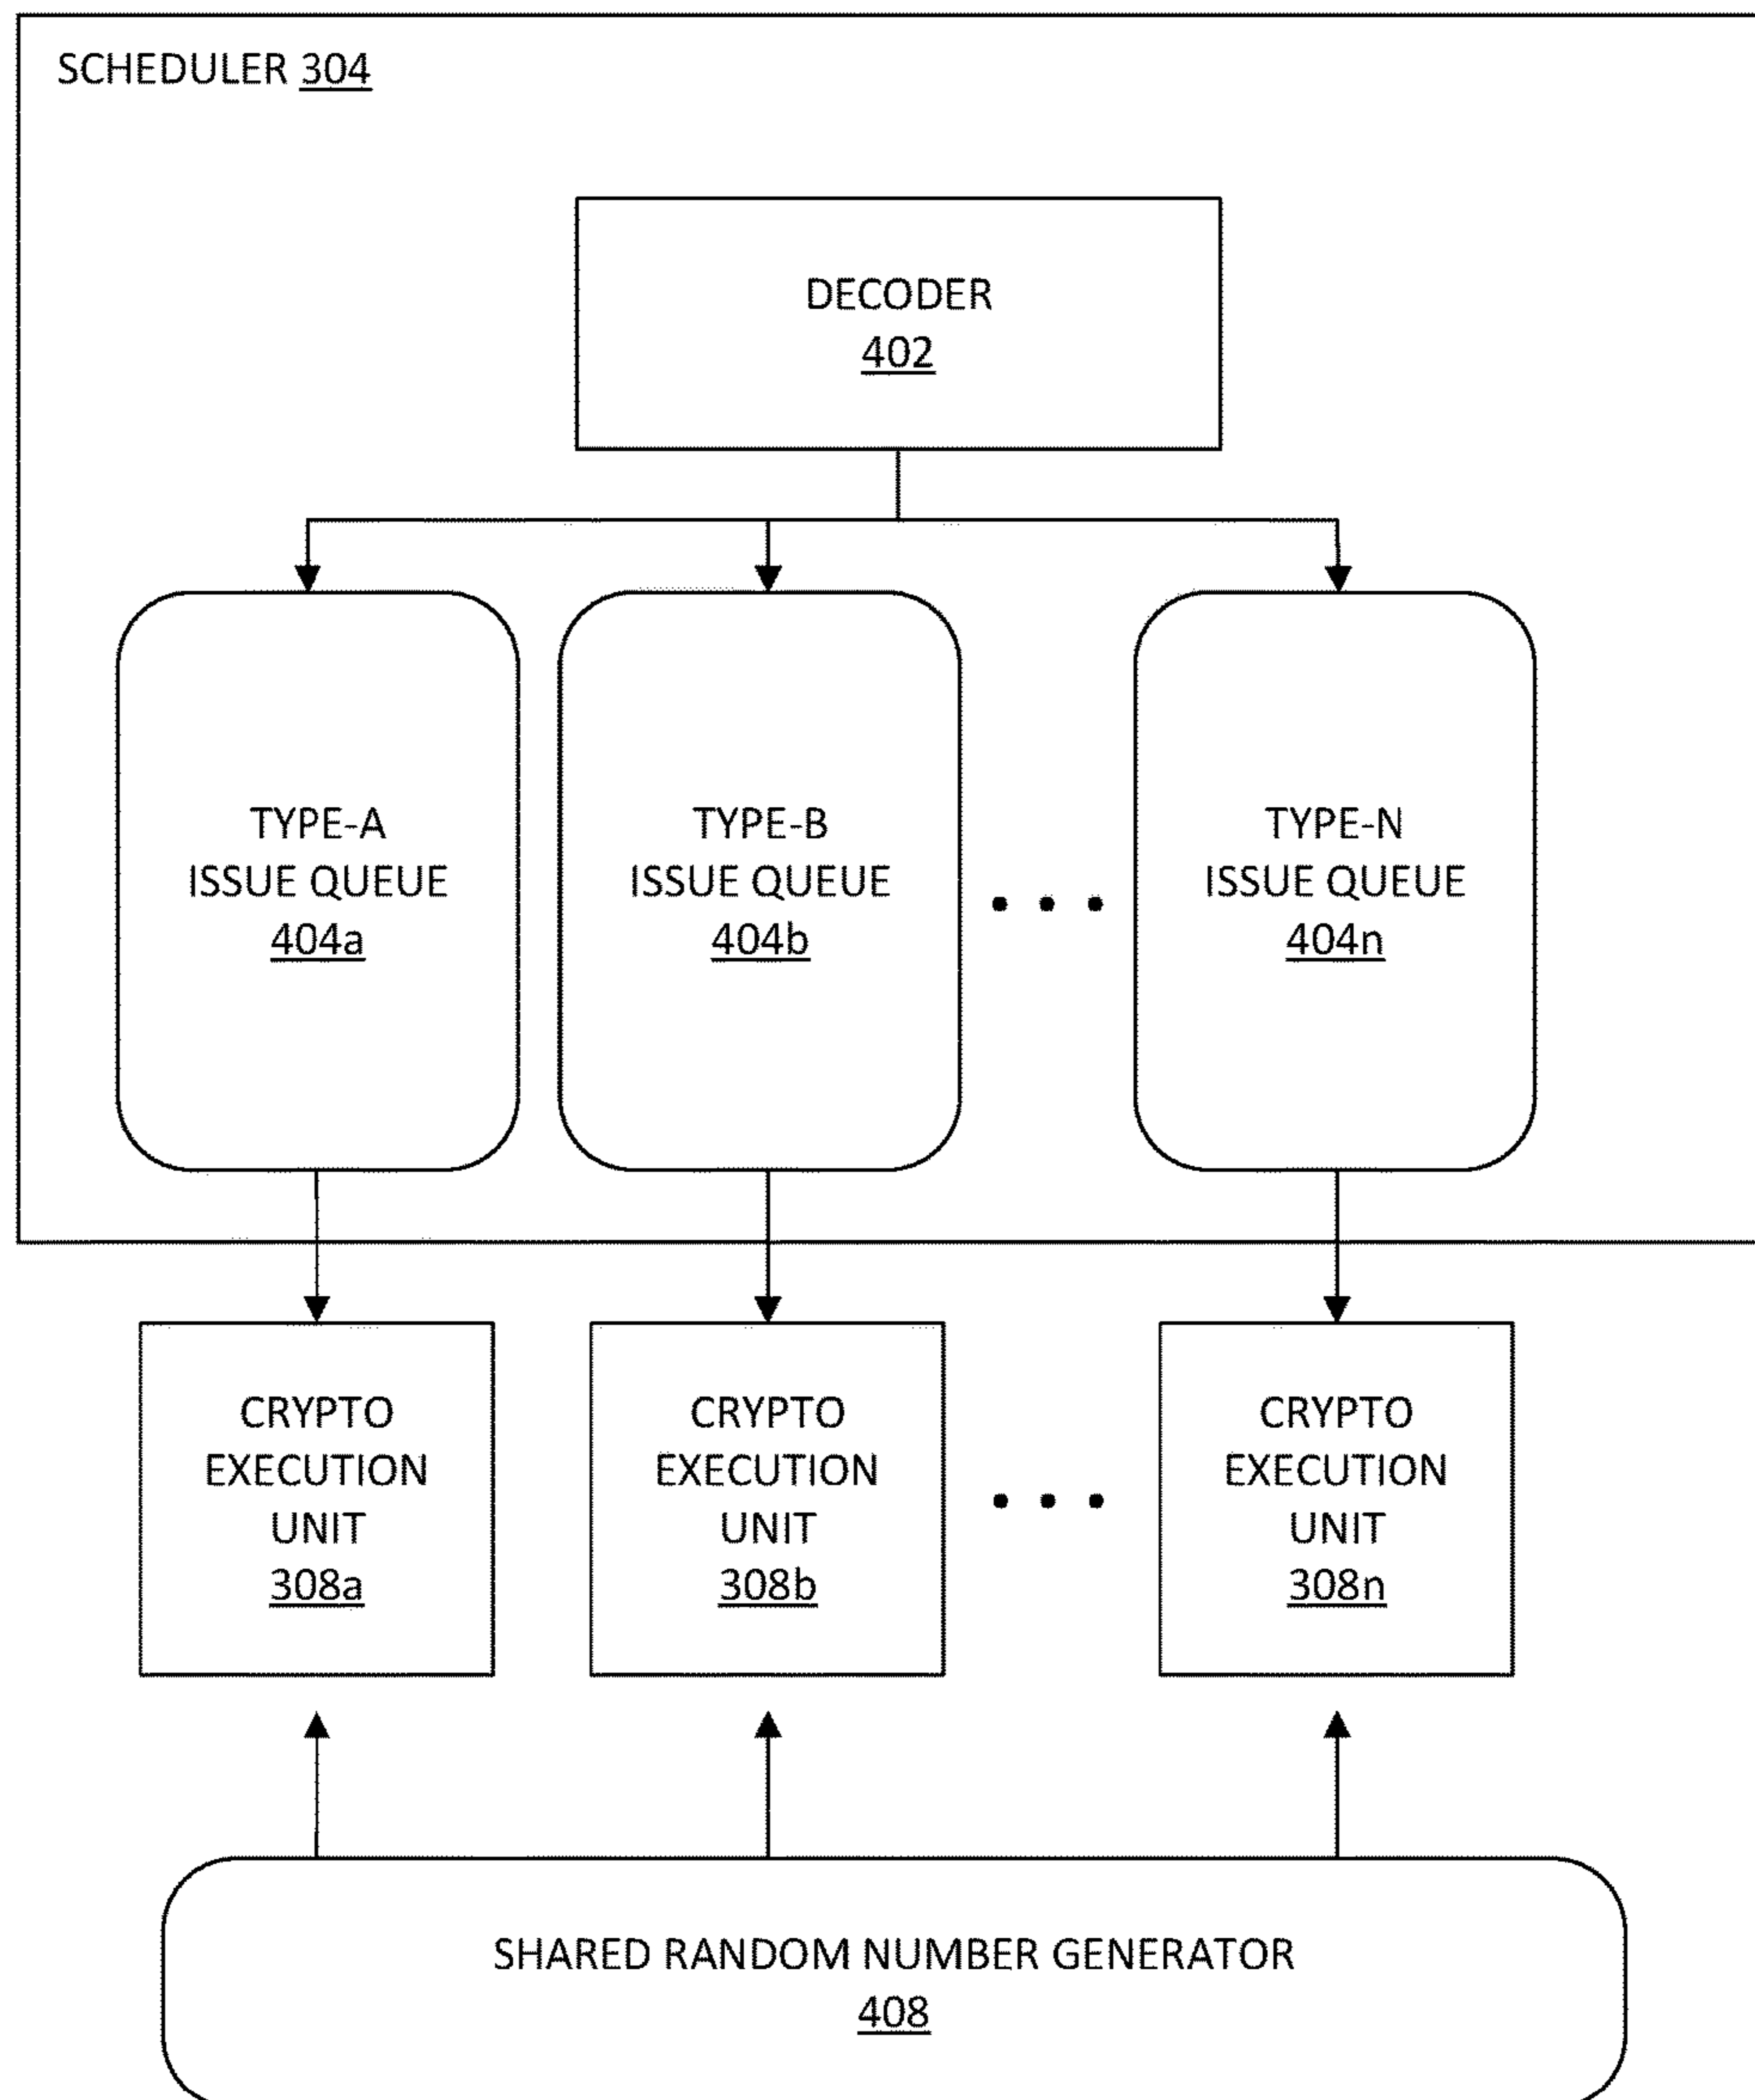 SCHEDULER 304
DECODER
402
TYPE-A
ISSUE QUEUE
404a
TYPE-B
ISSUE QUEUE
404b
TYPE-N
ISSUE QUEUE
404n
CRYPTO
EXECUTION
UNIT
308a
CRYPTO
EXECUTION
UNIT
308b
CRYPTO
EXECUTION
UNIT
308n
SHARED RANDOM NUMBER GENERATOR
408